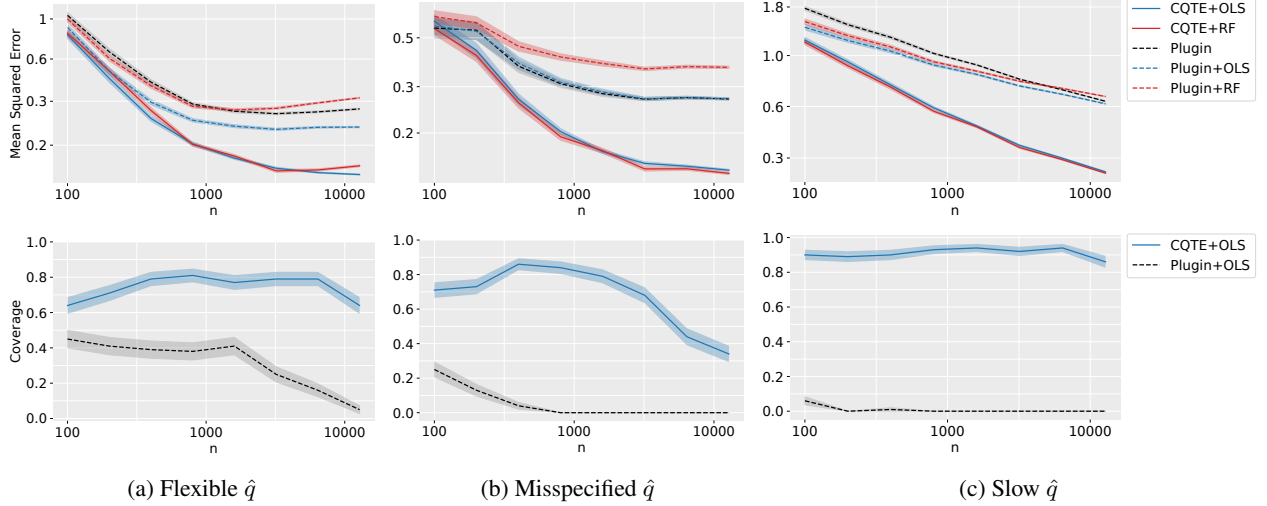 Mean Squared Error
1
0.6
0.3
0.2
100
1000
10000
n
0.5
0.3
0.2
100
1000
10000
n
1.8
1.0
0.6
0.3
100
1000
10000
n
CQTE+OLS
CQTE+RF
Plugin
Plugin+OLS
Plugin+RF
Coverage
1.0
0.8
0.6
0.4
0.2
0.0
100
1000
10000
n
1.0
0.8
0.6
0.4
0.2
0.0
100
1000
10000
n
1.0
0.8
0.6
0.4
0.2
0.0
100
1000
10000
n
CQTE+OLS
Plugin+OLS
(a) Flexible q̂
(b) Misspecified q̂
(c) Slow q̂